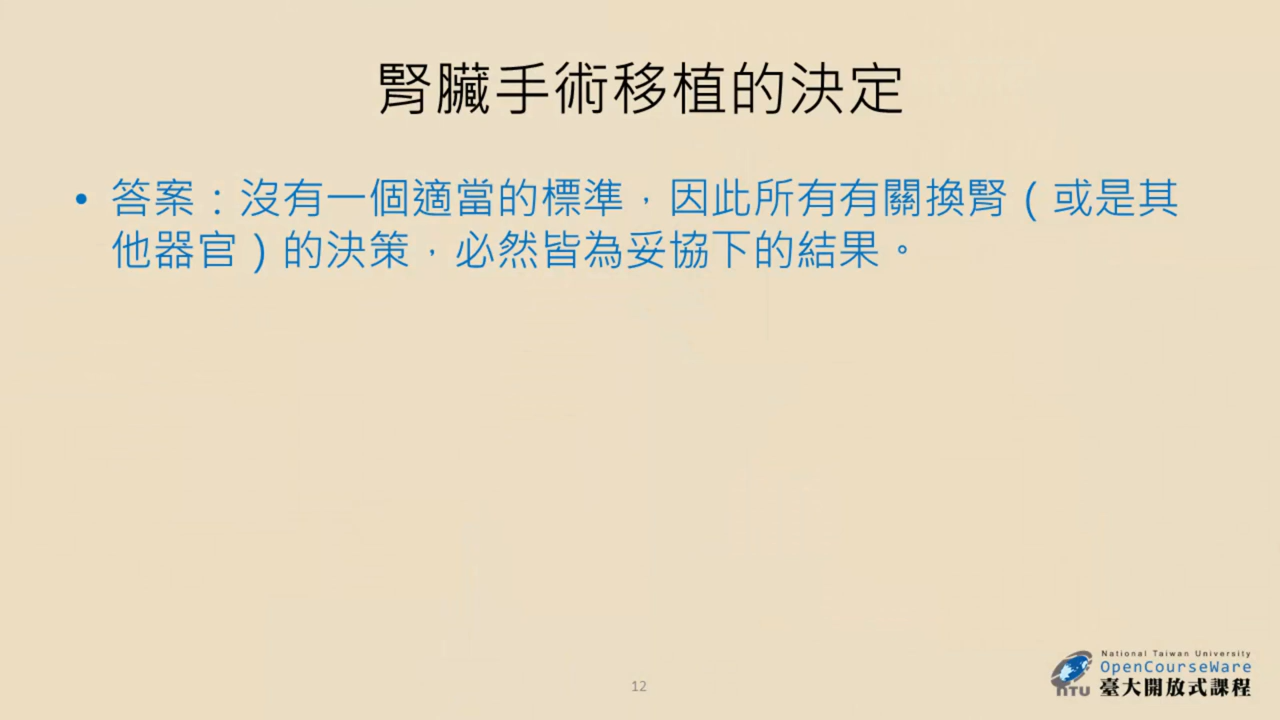 腎臟手術移植的決定
• 答案：沒有一個適當的標準，因此所有有關換腎（或是其
他器官）的決策，必然皆為妥協下的結果。
12
National Taiwan University
OpenCourseWare
NTU 臺大開放式課程